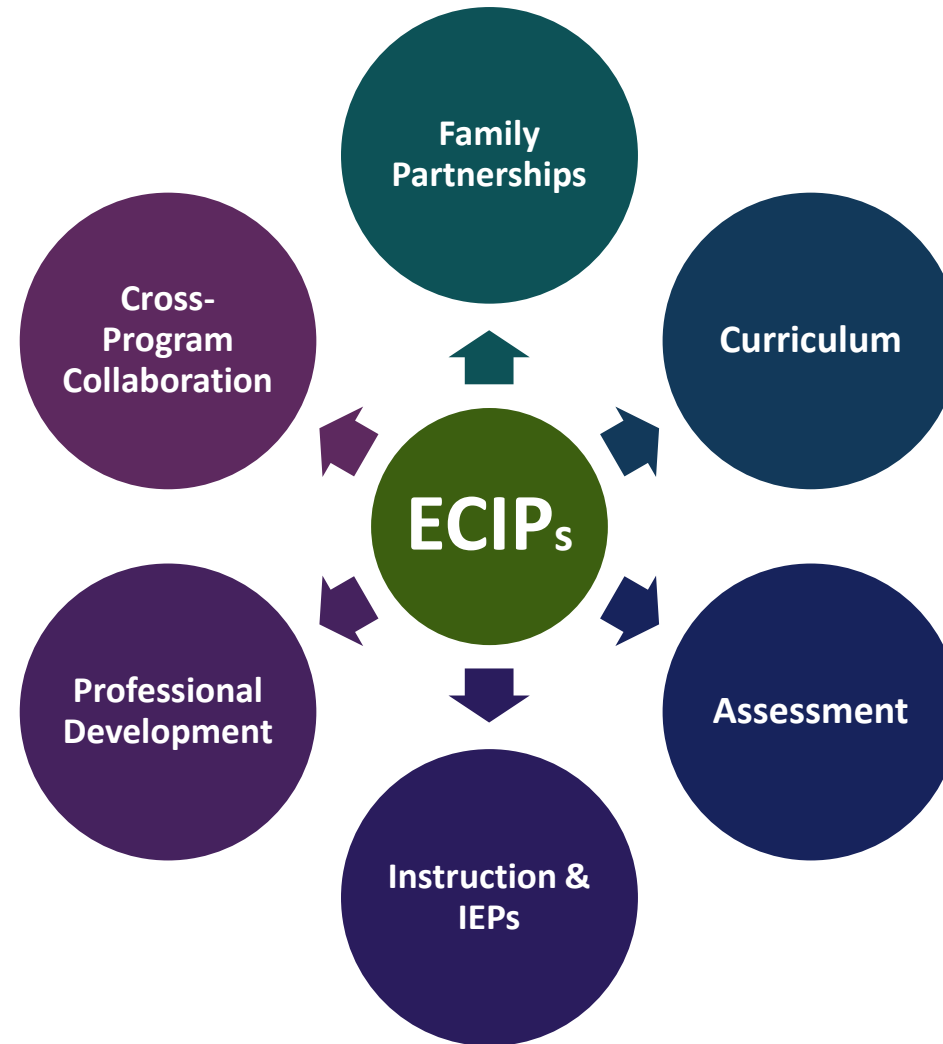 Family
Partnerships
Curriculum
Assessment
Instruction &
IEPs
Professional
Development
Cross-
Program
Collaboration
ECIPs